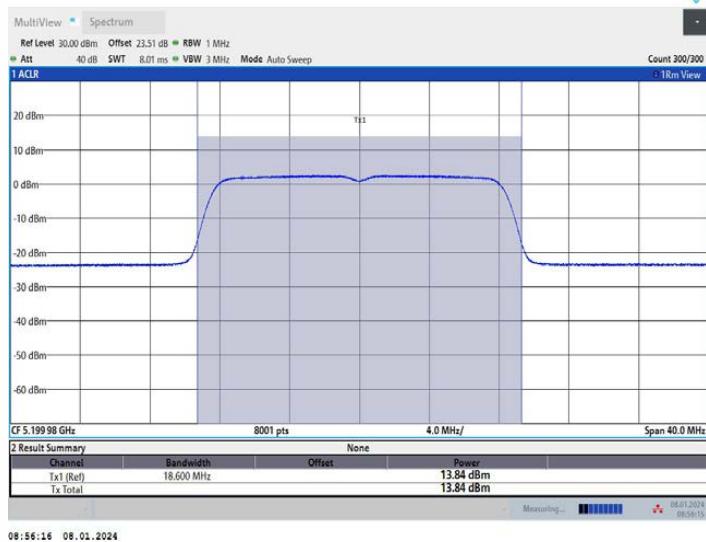 MultiView Spectrum
Ref Level 30.00 dBm Offset 23.51 dB RBW 1 MHz
Att 40 dB SWT 8.01 ms VBW 3 MHz Mode Auto Sweep Count 300/300
1 ACLR 1Rm View
Tx1
20 dBm
10 dBm
0 dBm
-10 dBm
-20 dBm
-30 dBm
-40 dBm
-50 dBm
-60 dBm
CF 5.199 98 GHz 8001 pts 4.0 MHz/ Span 40.0 MHz
2 Result Summary None
Channel Bandwidth Offset Power
Tx1 (Ref) 18.600 MHz 13.84 dBm
Tx Total 13.84 dBm
Measuring... 08.01.2024
08:56:15
08:56:16 08.01.2024